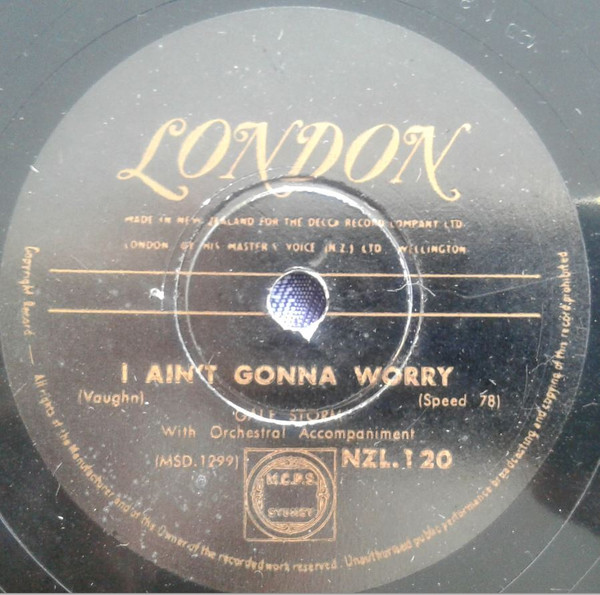 LONDON
MADE IN NEW ZEALAND FOR THE DECCA RECORD COMPANY LTD.
LONDON BY HIS MASTER'S VOICE (N.Z.) LTD WELLINGTON
I AIN'T GONNA WORRY
(Vaughn)
(Speed 78)
GALE STORM
With Orchestral Accompaniment
(MSD.1299)
NZL.120
M.C.P.S.
SYDNEY
Copyright Record — All rights of the Manufacturer and of the Owner of the recorded work reserved. Unauthorised public performance broadcasting and copying of this record prohibited